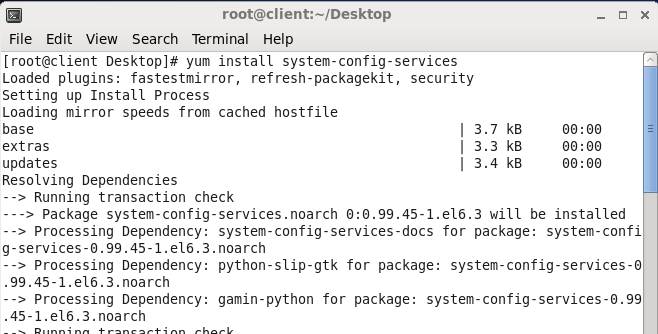 root@client:~/Desktop
File Edit View Search Terminal Help
[root@client Desktop]# yum install system-config-services
Loaded plugins: fastestmirror, refresh-packagekit, security
Setting up Install Process
Loading mirror speeds from cached hostfile
base | 3.7 kB 00:00
extras | 3.3 kB 00:00
updates | 3.4 kB 00:00
Resolving Dependencies
--> Running transaction check
---> Package system-config-services.noarch 0:0.99.45-1.el6.3 will be installed
--> Processing Dependency: system-config-services-docs for package: system-confi
g-services-0.99.45-1.el6.3.noarch
--> Processing Dependency: python-slip-gtk for package: system-config-services-0
.99.45-1.el6.3.noarch
--> Processing Dependency: gamin-python for package: system-config-services-0.99
.45-1.el6.3.noarch
--> Running transaction check